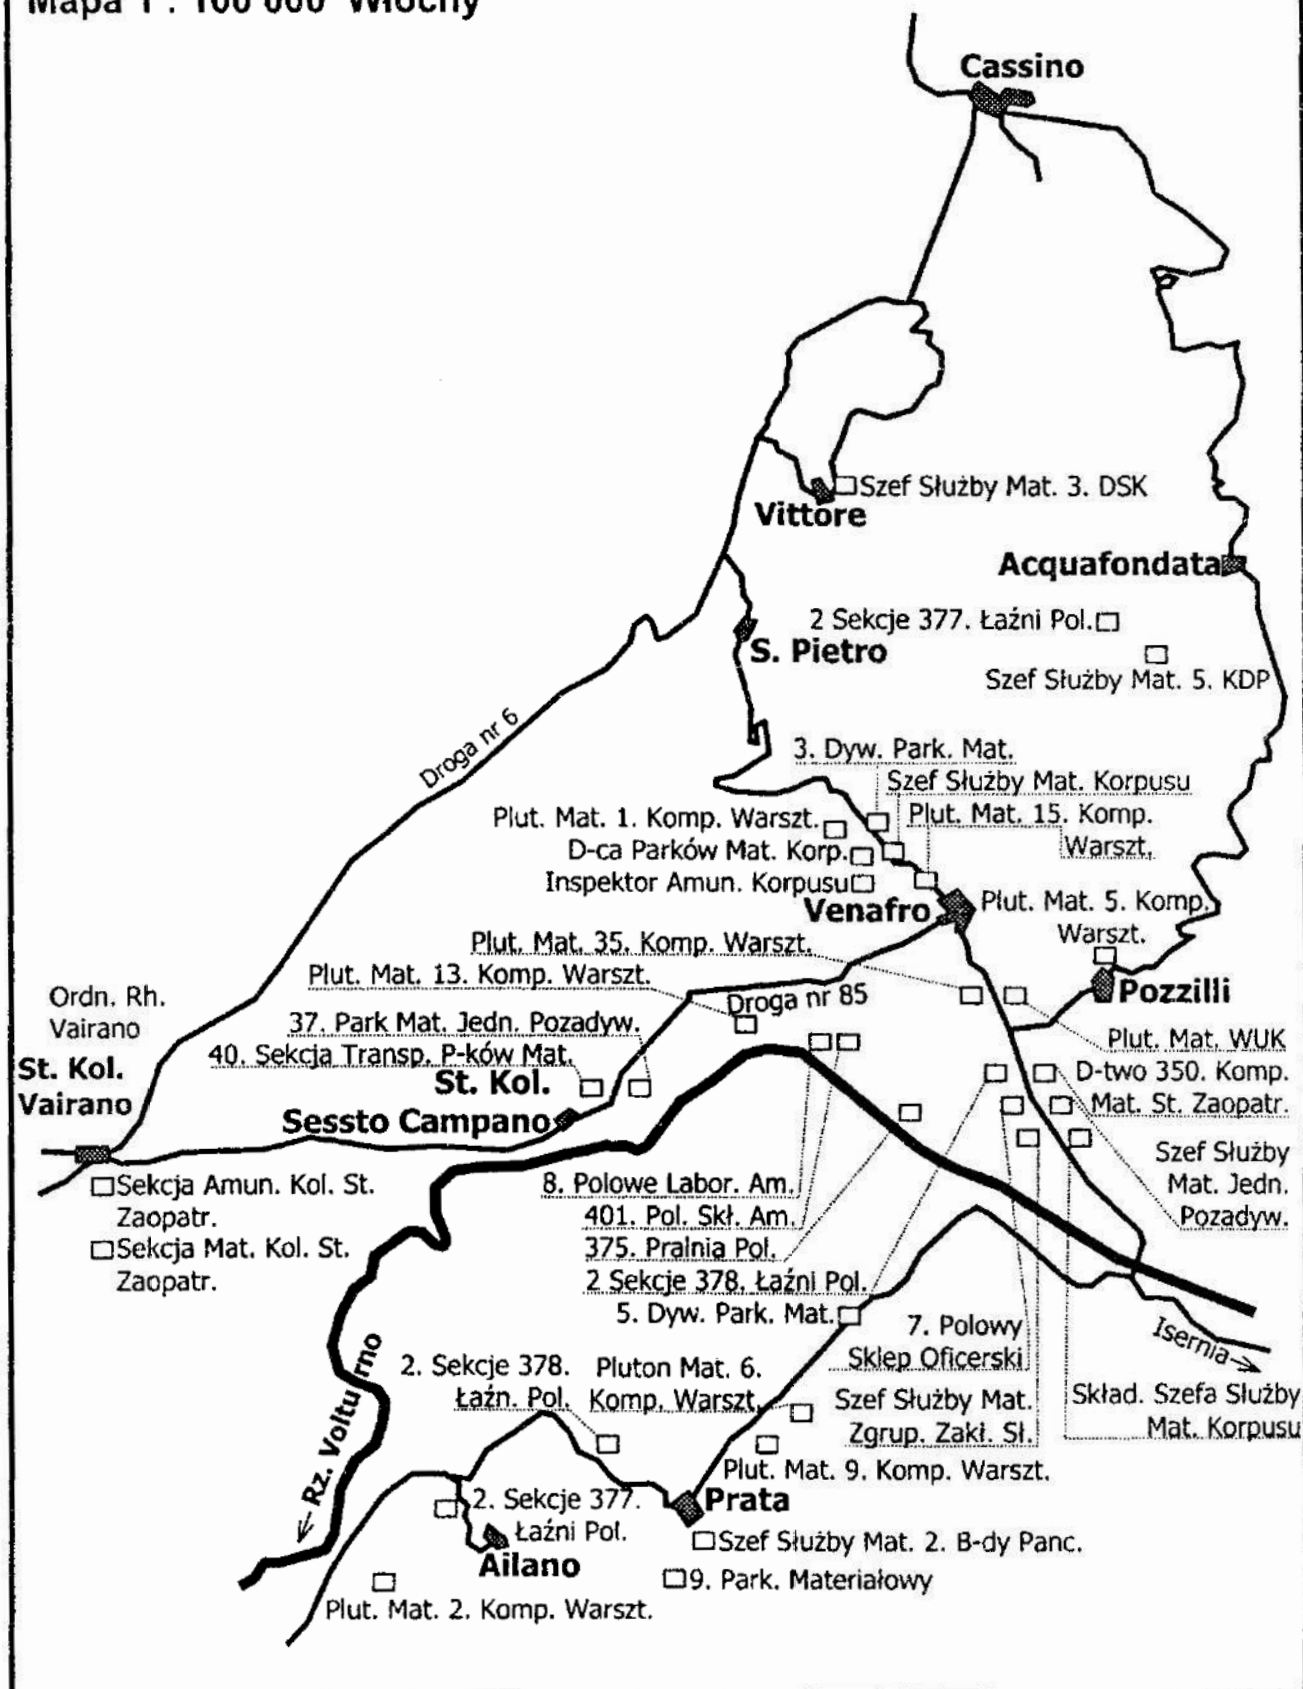 Mapa 1 : 100 000 Włochy
Cassino
Szef Służby Mat. 3. DSK
Vittore
Acquafondata
2 Sekcje 377. Łaźni Pol.
S. Pietro
Szef Służby Mat. 5. KDP
Droga nr 6
3. Dyw. Park. Mat.
Szef Służby Mat. Korpusu
Plut. Mat. 1. Komp. Warszt.
Plut. Mat. 15. Komp.
Warszt.
D-ca Parków Mat. Korp.
Inspektor Amun. Korpusu
Venafro
Plut. Mat. 5. Komp.
Warszt.
Plut. Mat. 35. Komp. Warszt.
Plut. Mat. 13. Komp. Warszt.
Droga nr 85
Pozzilli
Ordn. Rh.
Vairano
St. Kol.
Vairano
37. Park Mat. Jedn. Pozadyw.
40. Sekcja Transp. P-ków Mat.
St. Kol.
Sessto Campano
Plut. Mat. WUK
D-two 350. Komp.
Mat. St. Zaopatr.
Szef Służby
Mat. Jedn.
Pozadyw.
Sekcja Amun. Kol. St.
Zaopatr.
Sekcja Mat. Kol. St.
Zaopatr.
8. Polowe Labor. Am.
401. Pol. Skł. Am.
375. Pralnia Pol.
2 Sekcje 378. Łaźni Pol.
5. Dyw. Park. Mat.
7. Polowy
Sklep Oficerski
Isernia
Rz. Volturno
2. Sekcje 378.
Łaźn. Pol.
Pluton Mat. 6.
Komp. Warszt.
Szef Służby Mat.
Zgrup. Zakł. Sł.
Skład. Szefa Służby
Mat. Korpusu
Plut. Mat. 9. Komp. Warszt.
Prata
2. Sekcje 377.
Łaźni Pol.
Ailano
Szef Służby Mat. 2. B-dy Panc.
9. Park. Materiałowy
Plut. Mat. 2. Komp. Warszt.